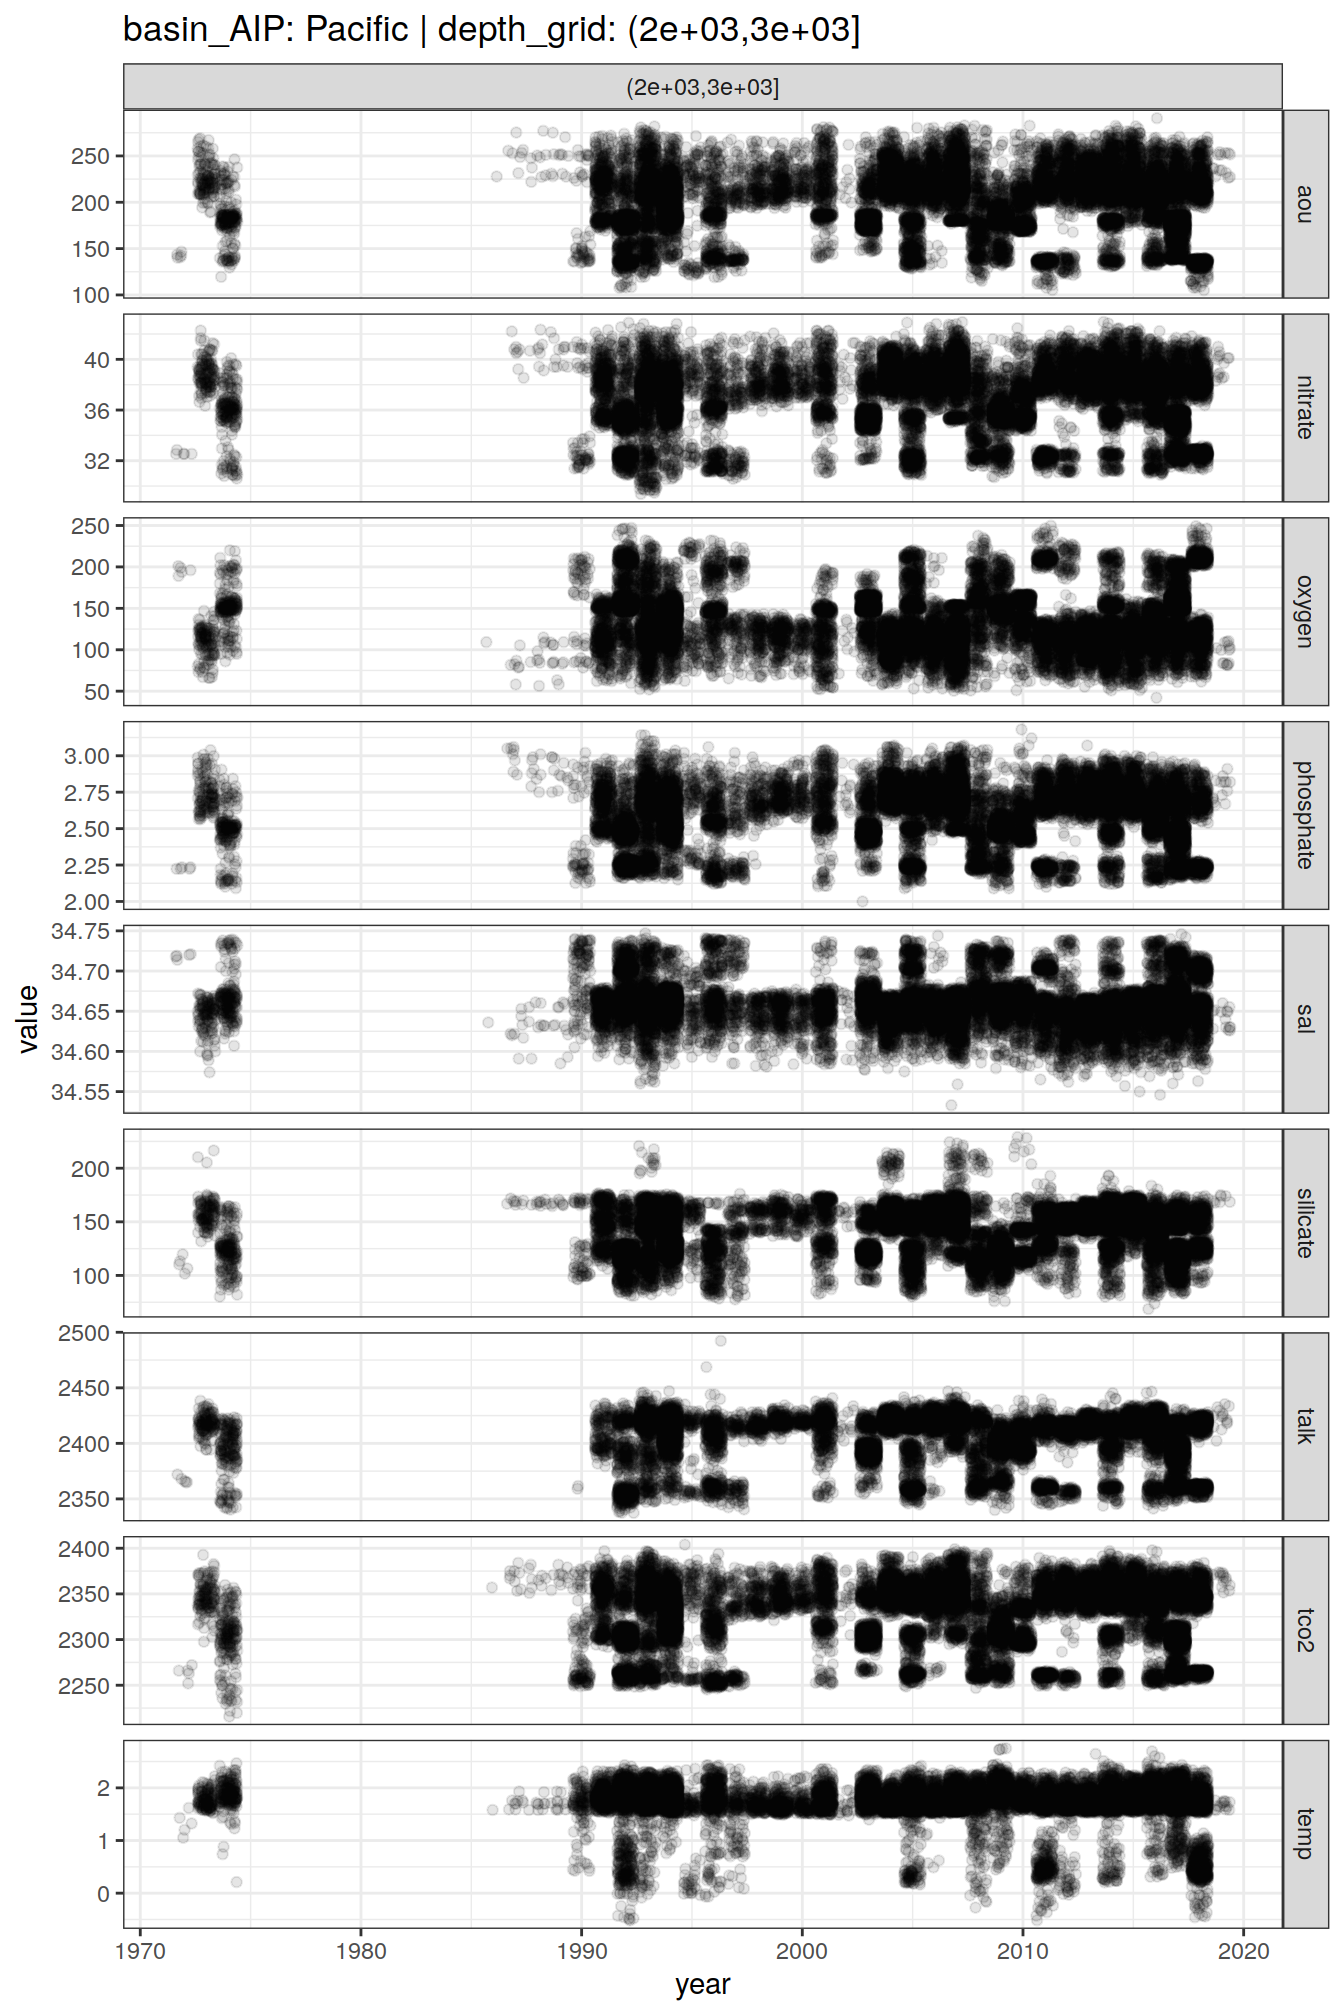 basin_AIP: Pacific | depth_grid: (2e+03,3e+03]
(2e+03,3e+03]
250
200
150
100
aou
40
36
32
nitrate
250
200
150
100
50
oxygen
3.00
2.75
2.50
2.25
2.00
phosphate
34.75
34.70
34.65
34.60
34.55
sal
value
200
150
100
silicate
2500
2450
2400
2350
talk
2400
2350
2300
2250
tco2
2
1
0
temp
1970 1980 1990 2000 2010 2020
year